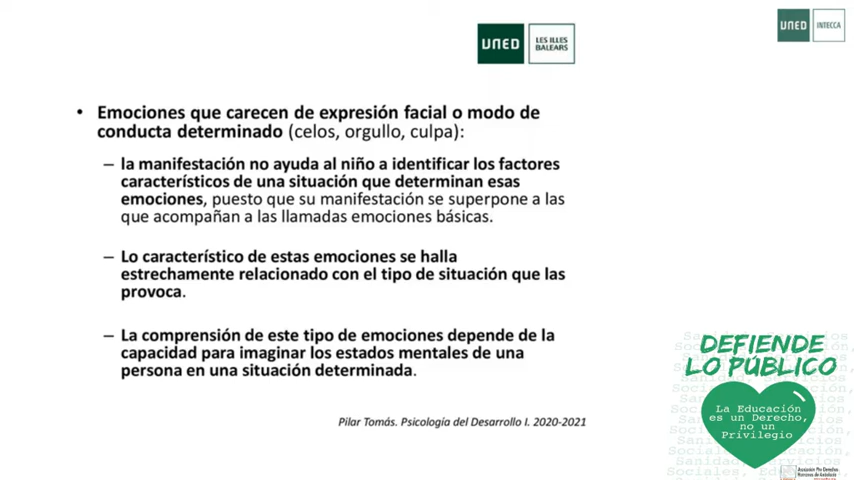 UNED
LES ILLES
BALEARS
UNED
INTECCA
• Emociones que carecen de expresión facial o modo de
conducta determinado (celos, orgullo, culpa):
– la manifestación no ayuda al niño a identificar los factores
característicos de una situación que determinan esas
emociones, puesto que su manifestación se superpone a las
que acompañan a las llamadas emociones básicas.
– Lo característico de estas emociones se halla
estrechamente relacionado con el tipo de situación que las
provoca.
– La comprensión de este tipo de emociones depende de la
capacidad para imaginar los estados mentales de una
persona en una situación determinada.
Pilar Tomás. Psicología del Desarrollo I. 2020-2021
DEFIENDE
LO PÚBLICO
La Educación
es un Derecho,
no un
Privilegio